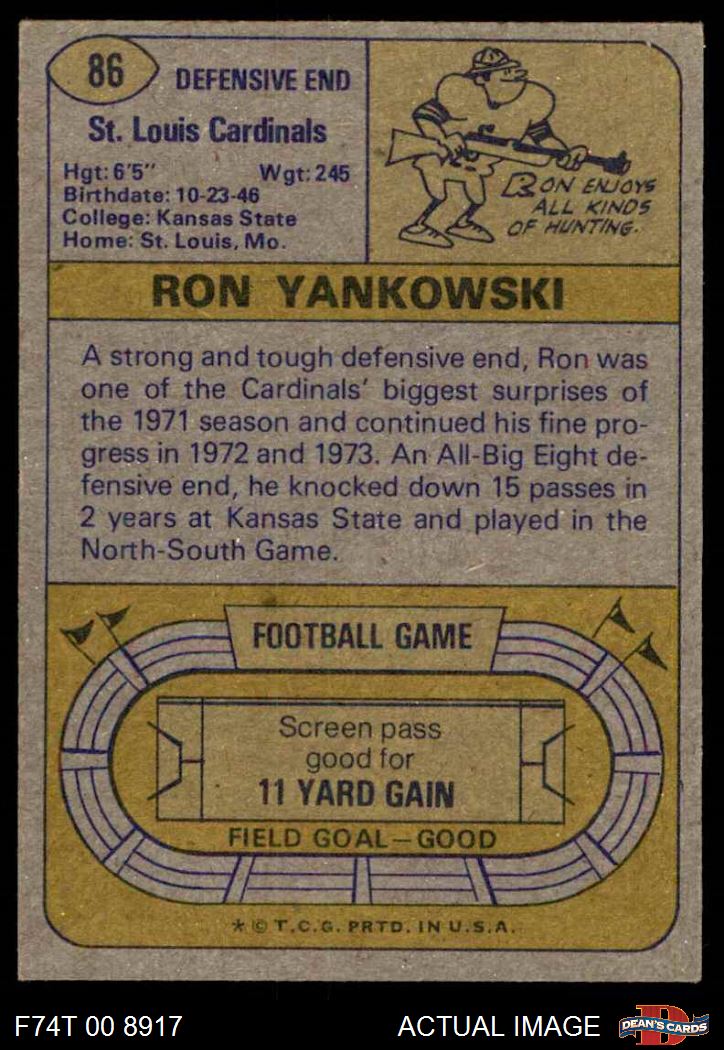 86
DEFENSIVE END
St. Louis Cardinals
Hgt: 6'5" Wgt: 245
Birthdate: 10-23-46
College: Kansas State
Home: St. Louis, Mo.
RON ENJOYS
ALL KINDS
OF HUNTING.
RON YANKOWSKI
A strong and tough defensive end, Ron was
one of the Cardinals' biggest surprises of
the 1971 season and continued his fine pro-
gress in 1972 and 1973. An All-Big Eight de-
fensive end, he knocked down 15 passes in
2 years at Kansas State and played in the
North-South Game.
FOOTBALL GAME
Screen pass
good for
11 YARD GAIN
FIELD GOAL—GOOD
* © T.C.G. PRTD. IN U.S.A.
F74T 00 8917 ACTUAL IMAGE
D
DEAN'S CARDS